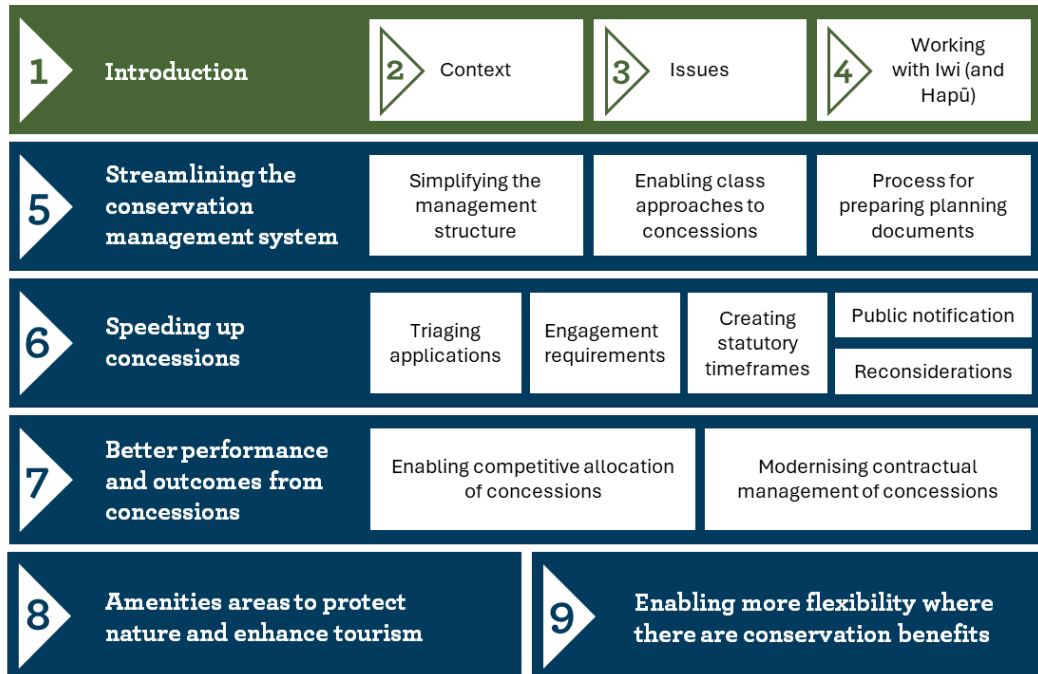 1
Introduction
2
Context
3
Issues
4
Working
with Iwi (and
Hapū)
5
Streamlining the
conservation
management system
Simplifying the
management
structure
Enabling class
approaches to
concessions
Process for
preparing planning
documents
6
Speeding up
concessions
Triaging
applications
Engagement
requirements
Creating
statutory
timeframes
Public notification
Reconsiderations
7
Better performance
and outcomes from
concessions
Enabling competitive allocation
of concessions
Modernising contractual
management of concessions
8
Amenities areas to protect
nature and enhance tourism
9
Enabling more flexibility where
there are conservation benefits